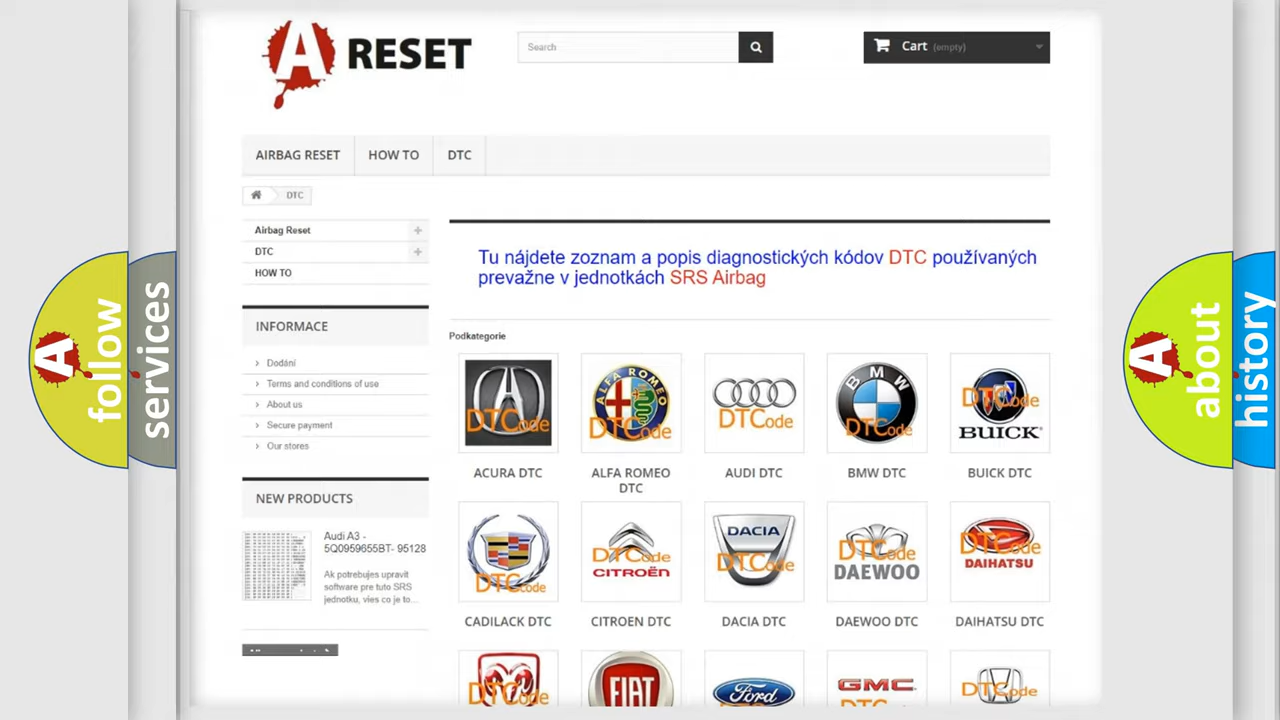 A RESET
Search
Cart (empty)
AIRBAG RESET
HOW TO
DTC
DTC
Airbag Reset
DTC
HOW TO
Tu nájdete zoznam a popis diagnostických kódov DTC používaných
prevažne v jednotkách SRS Airbag
INFORMACE
Dodání
Terms and conditions of use
About us
Secure payment
Our stores
NEW PRODUCTS
Audi A3 -
5Q0959655BT- 95128
Ak potrebujes upravit
software pre tuto SRS
jednotku, vies co je to...
Podkategorie
DTCode
ALFA ROMEO
DTCode
DTCode
BMW
DTCode
DTCode
BUICK
ACURA DTC
ALFA ROMEO
DTC
AUDI DTC
BMW DTC
BUICK DTC
DTCode
DTCode
CITROËN
DACIA
DTCode
DTCode
DAEWOO
DTCode
DAIHATSU
CADILACK DTC
CITROEN DTC
DACIA DTC
DAEWOO DTC
DAIHATSU DTC
DTCode
FIAT
Ford
GMC
DTCode
A follow
services
A about
history